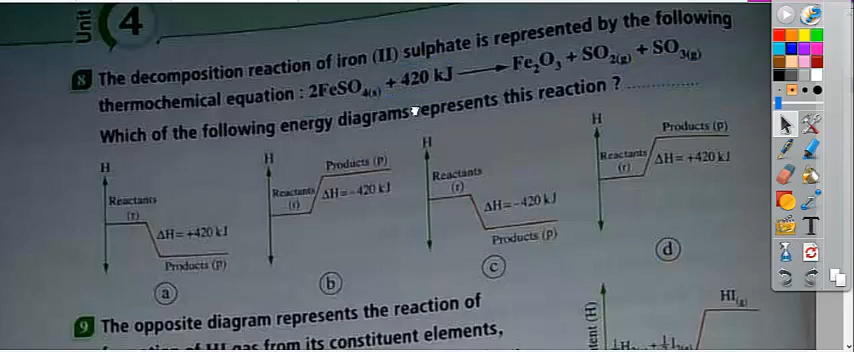 Unit 4
8 The decomposition reaction of iron (II) sulphate is represented by the following
thermochemical equation : 2FeSO4(s) + 420 kJ ⟶ Fe2O3 + SO2(g) + SO3(g)
Which of the following energy diagrams represents this reaction ? ..............
H
Reactants
(r)
ΔH= +420 kJ
Products (P)
a
H
Products (P)
Reactants
(r)
ΔH= -420 kJ
b
H
Reactants
(r)
ΔH= -420 kJ
Products (P)
c
H
Products (P)
Reactants
(r)
ΔH= +420 kJ
d
9 The opposite diagram represents the reaction of
HI gas from its constituent elements,
(H)
HI(g)
T